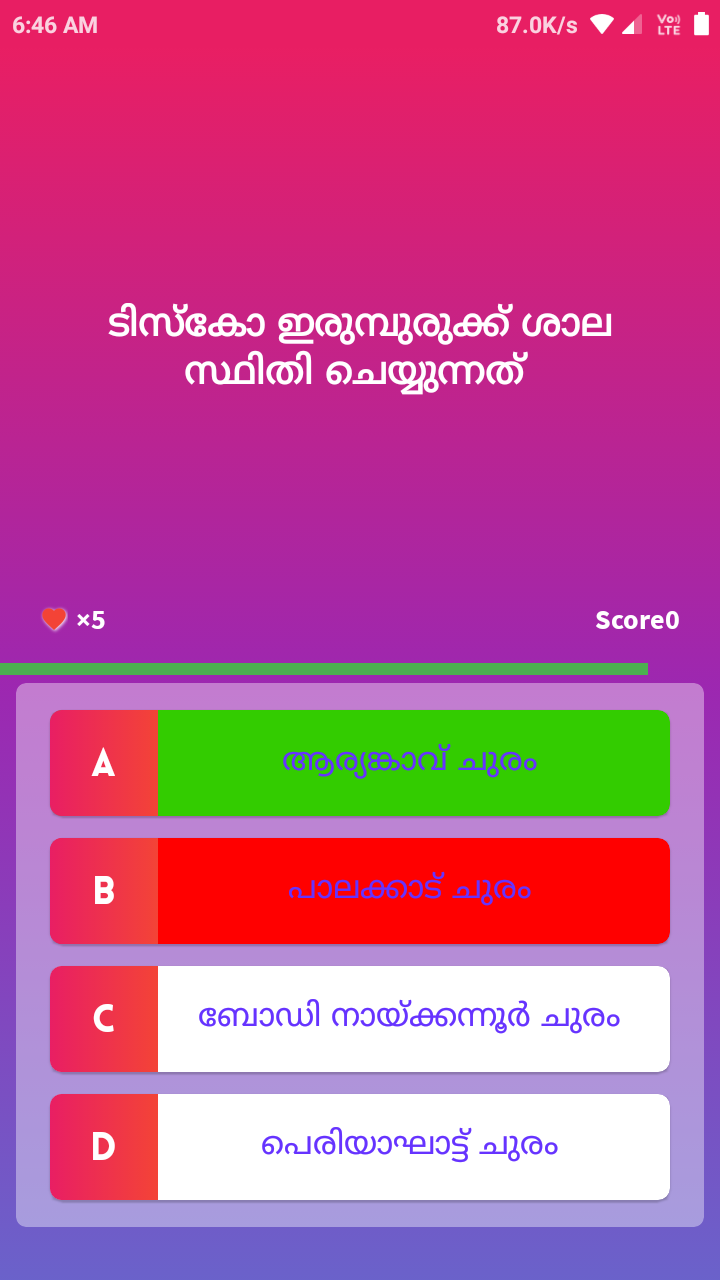 6:46 AM 87.0K/s Vo LTE
ടിസ്കോ ഇരുമ്പുരുക്ക് ശാല
സ്ഥിതി ചെയ്യുന്നത്
×5 Score0
A ആര്യങ്കാവ് ചുരം
B പാലക്കാട് ചുരം
C ബോഡി നായ്ക്കന്നൂർ ചുരം
D പെരിയാഘാട്ട് ചുരം